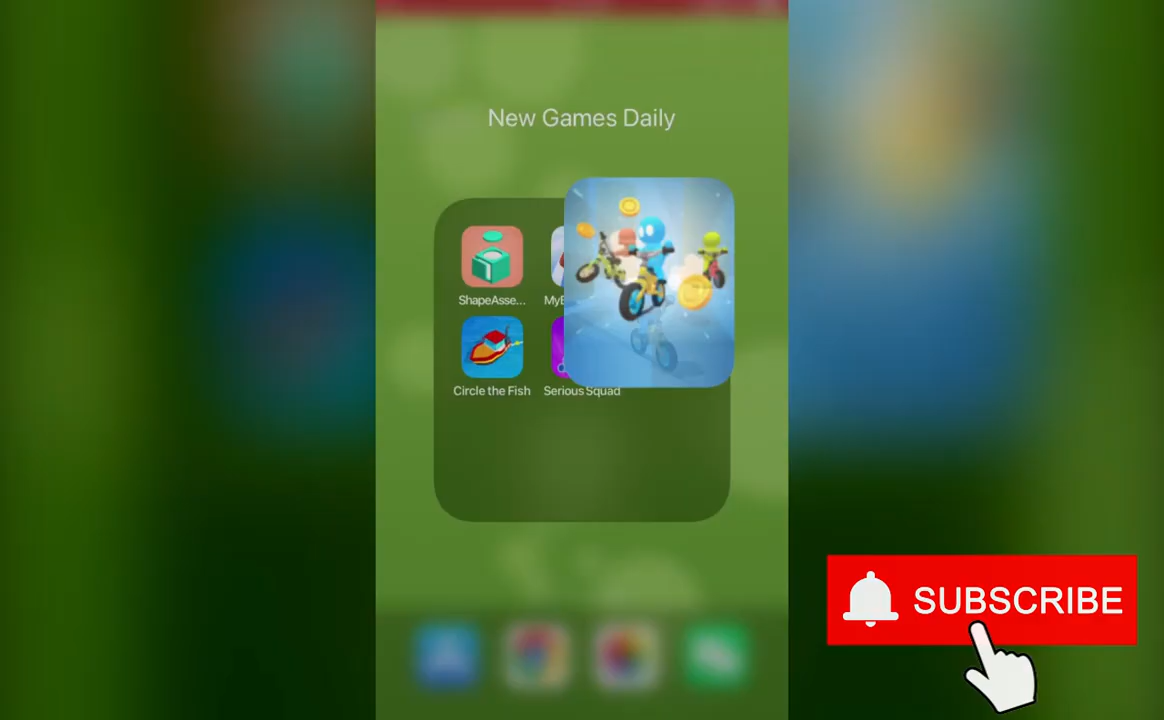 New Games Daily
ShapeAsse...
Circle the Fish
Serious Squad
SUBSCRIBE